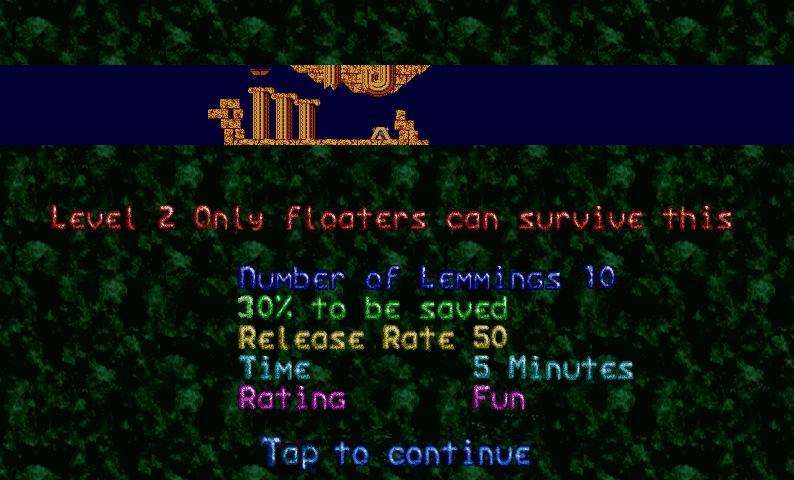 Level 2 Only floaters can survive this
Number of Lemmings 10
30% to be saved
Release Rate 50
Time 5 Minutes
Rating Fun
Tap to continue